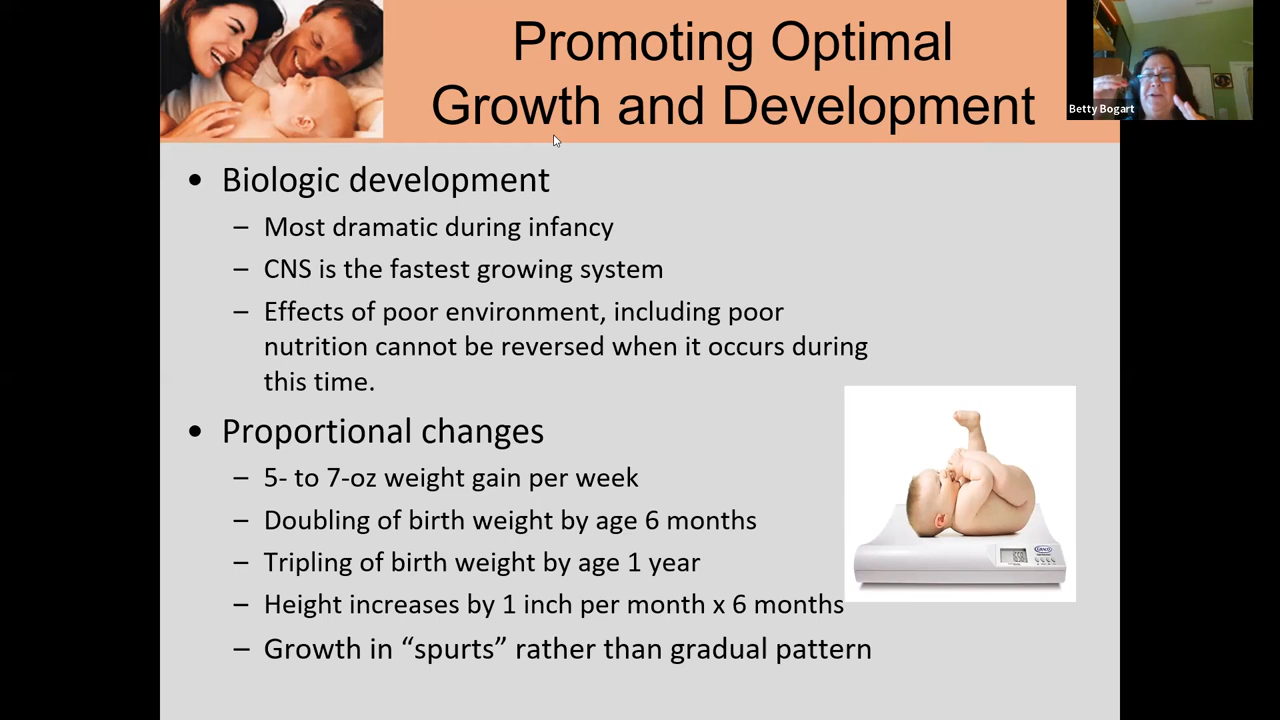 Promoting Optimal
Growth and Development
Betty Bogart
• Biologic development
– Most dramatic during infancy
– CNS is the fastest growing system
– Effects of poor environment, including poor
nutrition cannot be reversed when it occurs during
this time.
• Proportional changes
– 5- to 7-oz weight gain per week
– Doubling of birth weight by age 6 months
– Tripling of birth weight by age 1 year
– Height increases by 1 inch per month x 6 months
– Growth in “spurts” rather than gradual pattern